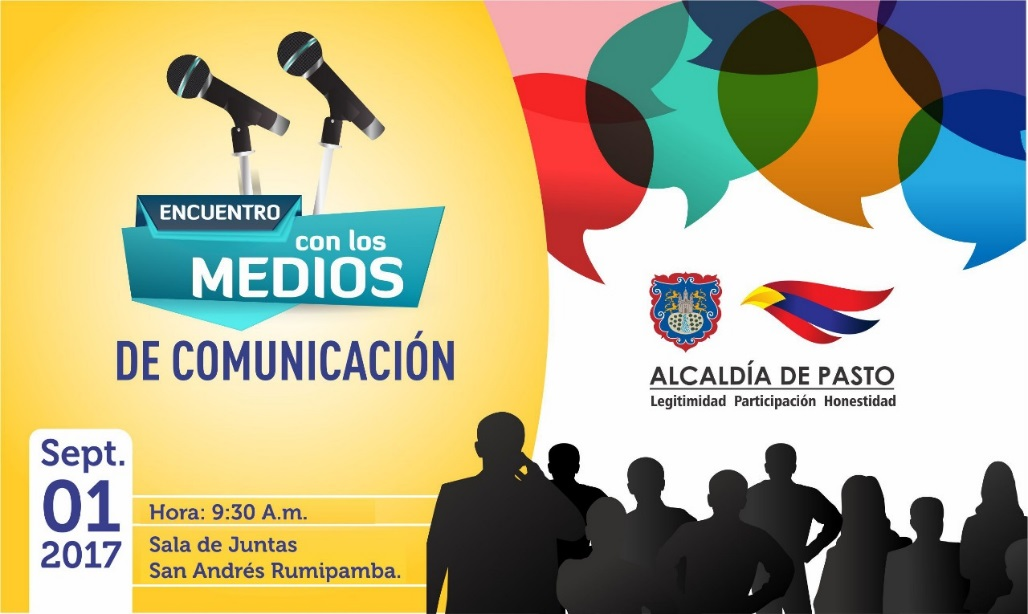 ENCUENTRO
con los
MEDIOS
DE COMUNICACIÓN
ALCALDÍA DE PASTO
Legitimidad Participación Honestidad
Sept.
01
2017
Hora: 9:30 A.m.
Sala de Juntas
San Andrés Rumipamba.